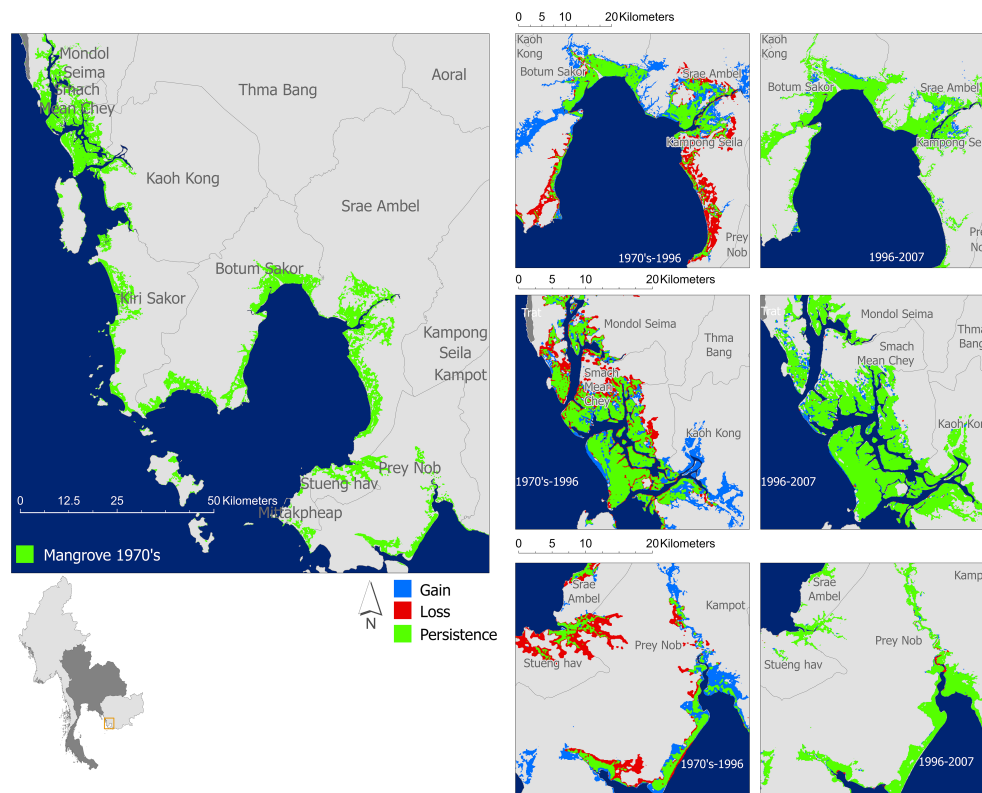 Mondol
Seima
Smach
Mean Chey
Thma Bang
Aoral
Kaoh Kong
Srae Ambel
Botum Sakor
Kiri Sakor
Kampong
Seila
Kampot
Prey Nob
Stueng hav
Mittakpheap
0 12.5 25 50 Kilometers
Mangrove 1970's
N
Gain
Loss
Persistence
0 5 10 20 Kilometers
Kaoh
Kong
Botum Sakor
Srae Ambel
Kampong Seila
Prey
Nob
1970's-1996
Kaoh
Kong
Botum Sakor
Srae Ambel
Kampong Se
Pre
No
1996-2007
0 5 10 20 Kilometers
Trat
Mondol Seima
Thma
Bang
Smach
Mean
Chey
Kaoh Kong
1970's-1996
Trat
Mondol Seima
Thma
Bang
Smach
Mean Chey
Kaoh Kon
1996-2007
0 5 10 20 Kilometers
Srae
Ambel
Kampot
Prey Nob
Stueng hav
1970's-1996
Srae
Ambel
Kamp
Prey Nob
Stueng hav
1996-2007